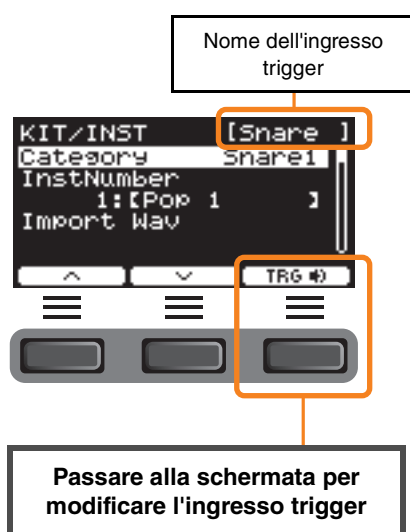 Nome dell'ingresso
trigger
KIT/INST [Snare ]
Category Snare1
InstNumber
1:[Pop 1 ]
Import Wav
TRG
Passare alla schermata per
modificare l'ingresso trigger